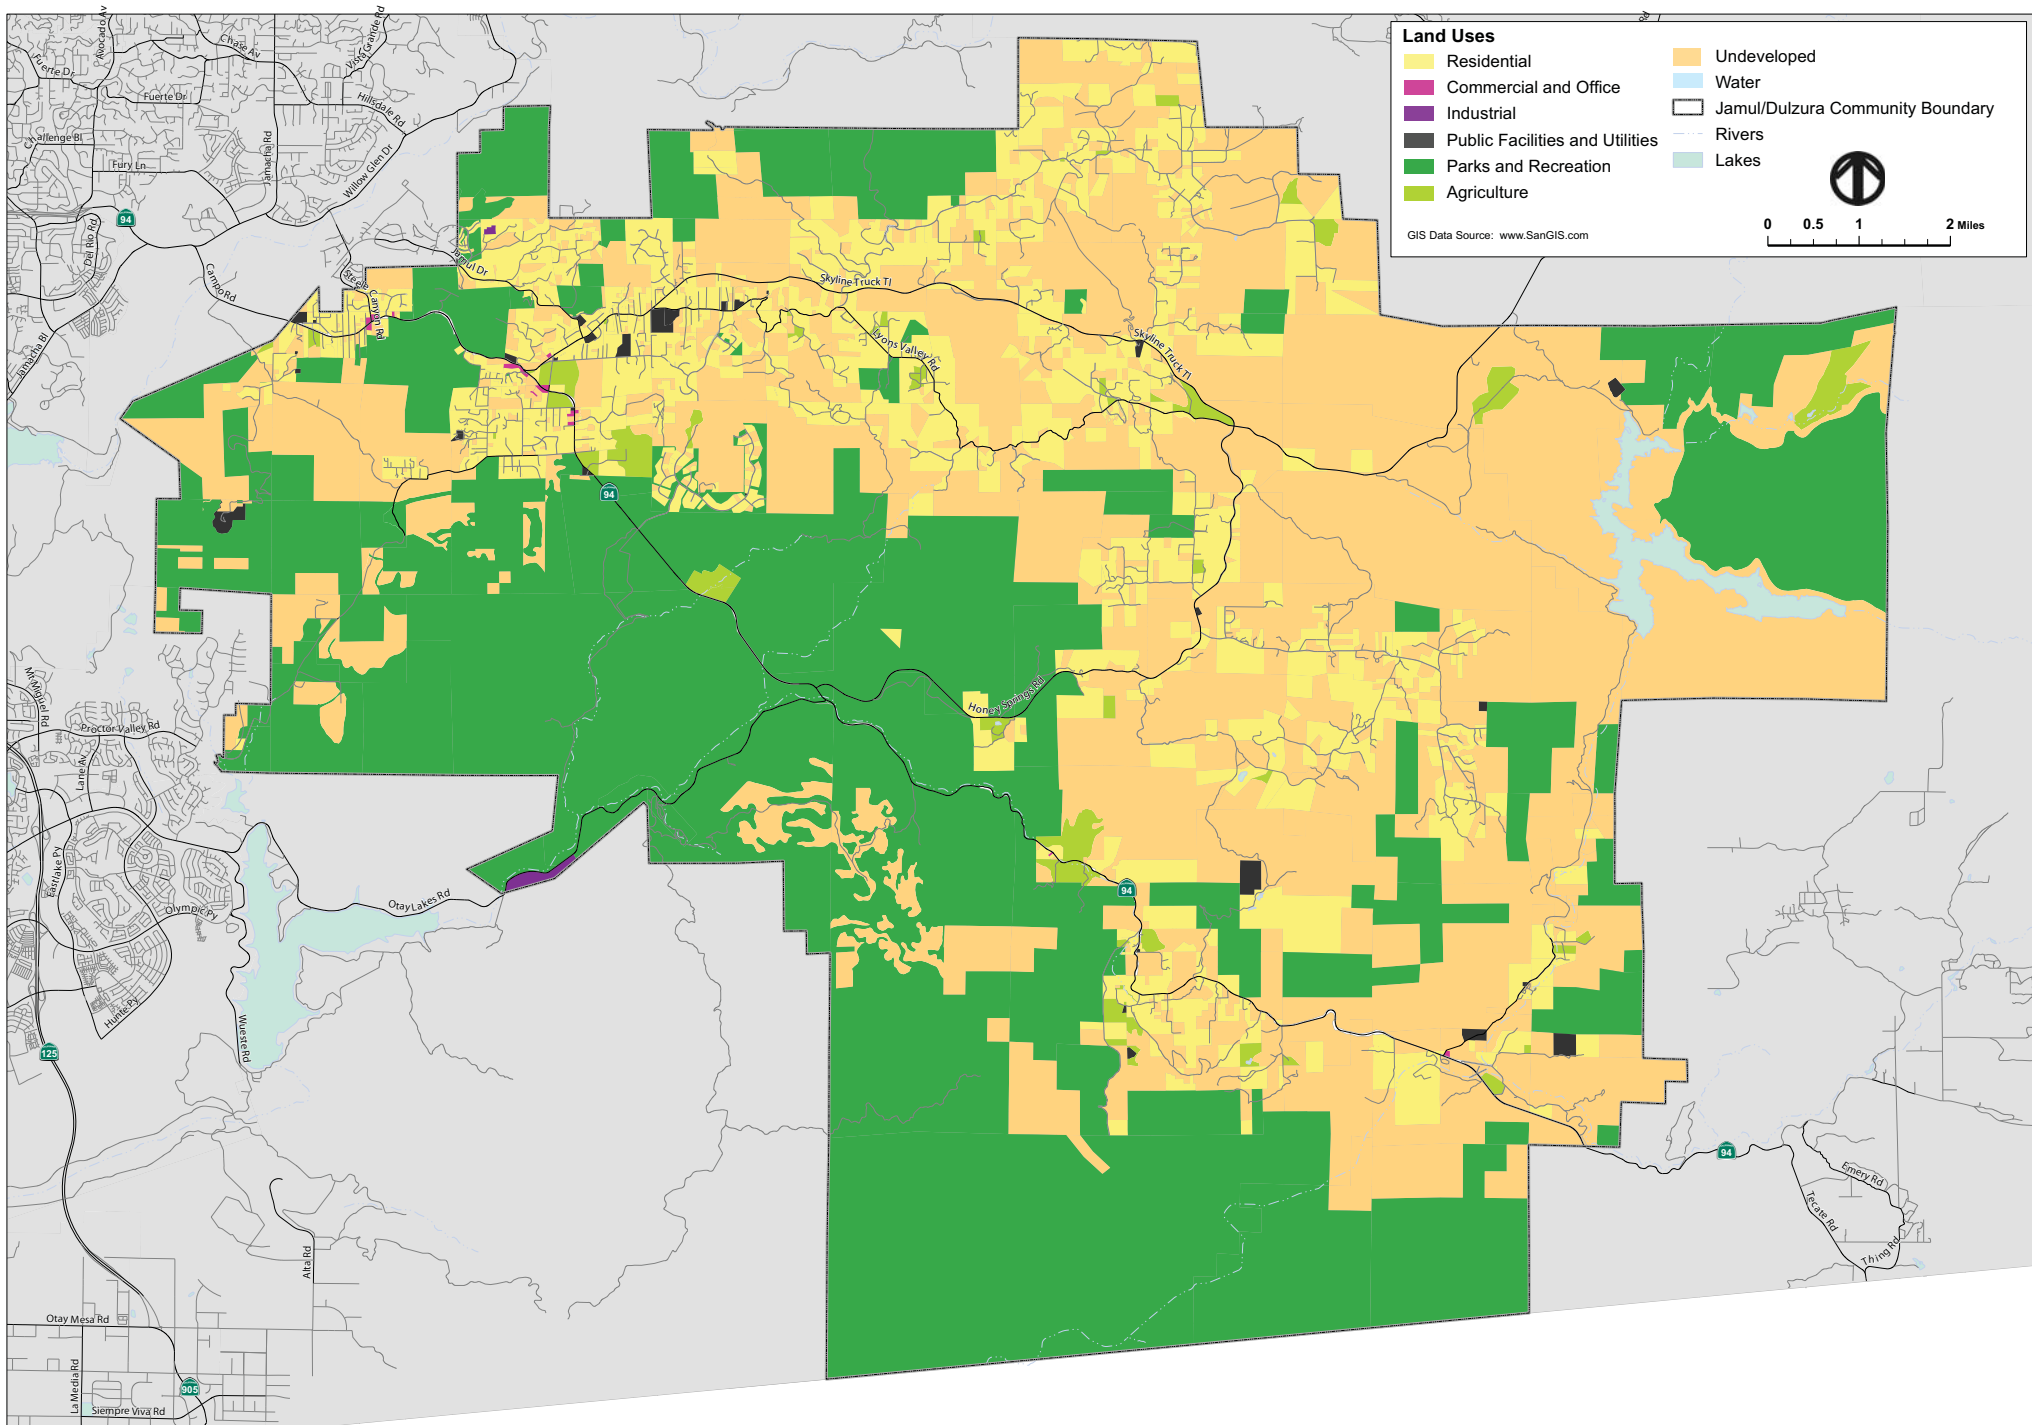 Land Uses
Residential
Commercial and Office
Industrial
Public Facilities and Utilities
Parks and Recreation
Agriculture
Undeveloped
Water
Jamul/Dulzura Community Boundary
Rivers
Lakes
GIS Data Source: www.SanGIS.com
0 0.5 1 2 Miles
Rd
Avocado Av
Chase Av
Vista Grande Rd
Fuerte Dr
Fuerte Dr
Hillsdale Rd
Challenge Bl
Jamacha Rd
Fury Ln
Willow Glen Dr
94
Del Rio Rd
Campo Rd
Steele Canyon Rd
Jamul Dr
Skyline Truck Tl
Jamacha Bl
Lyons Valley Rd
Skyline Truck Tl
94
Honey Springs Rd
Mt Miguel Rd
Proctor Valley Rd
Lane Av
Eastlake Py
Olympic Py
Otay Lakes Rd
94
Hunte Py
Wueste Rd
125
94
Emery Rd
Tecate Rd
Thing Rd
Alta Rd
Otay Mesa Rd
La Media Rd
905
Siempre Viva Rd